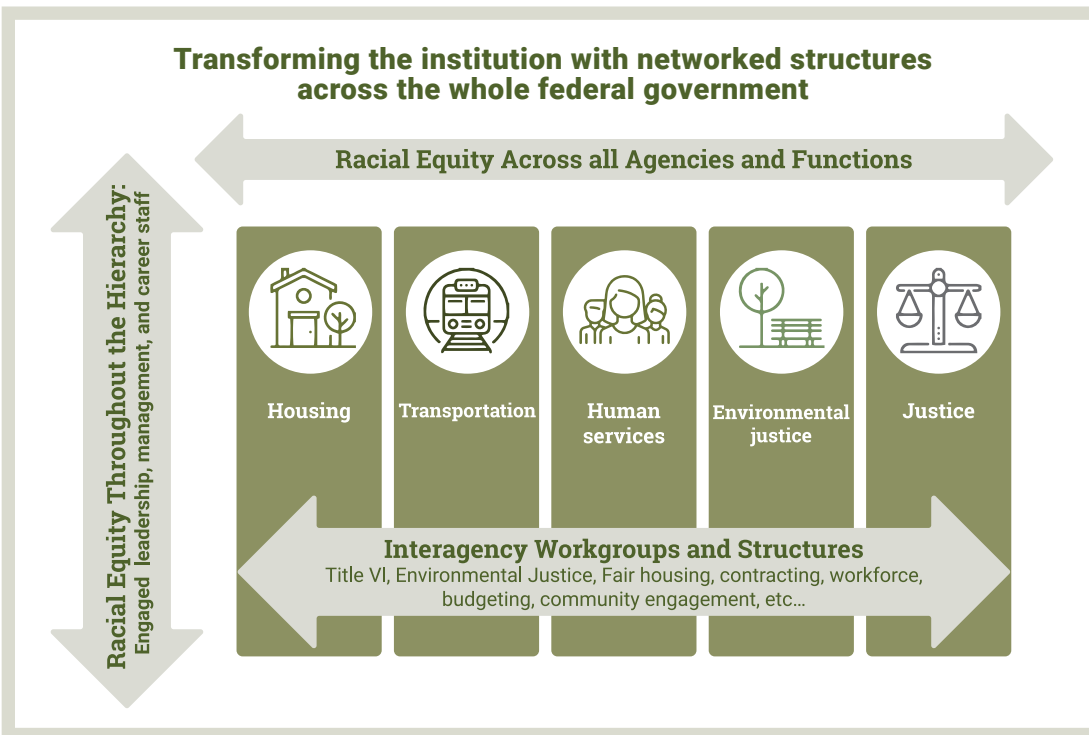 Transforming the institution with networked structures
across the whole federal government
Racial Equity Across all Agencies and Functions
Racial Equity Throughout the Hierarchy:
Engaged leadership, management, and career staff
Housing
Transportation
Human
services
Environmental
justice
Justice
Interagency Workgroups and Structures
Title VI, Environmental Justice, Fair housing, contracting, workforce,
budgeting, community engagement, etc...